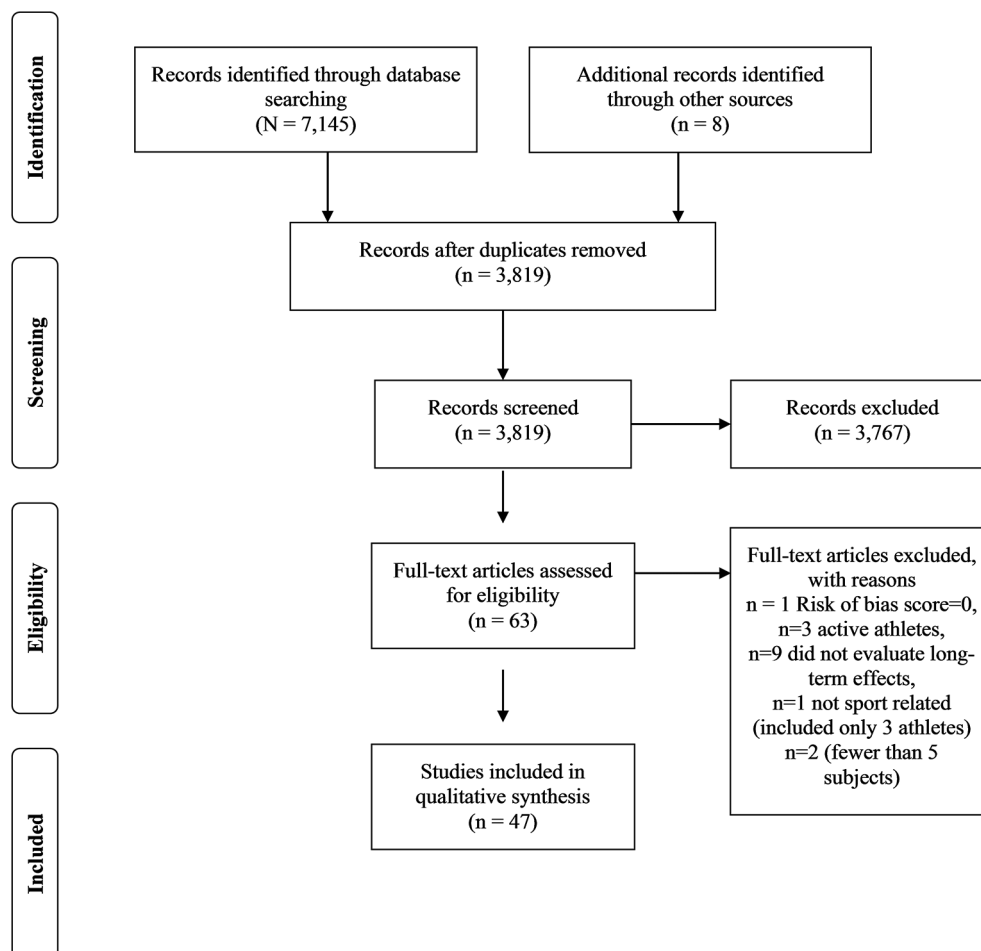 Identification
Records identified through database
searching
(N = 7,145)
Additional records identified
through other sources
(n = 8)
Records after duplicates removed
(n = 3,819)
Screening
Records screened
(n = 3,819)
Records excluded
(n = 3,767)
Eligibility
Full-text articles assessed
for eligibility
(n = 63)
Full-text articles excluded,
with reasons
n = 1 Risk of bias score=0,
n=3 active athletes,
n=9 did not evaluate long-
term effects,
n=1 not sport related
(included only 3 athletes)
n=2 (fewer than 5
subjects)
Included
Studies included in
qualitative synthesis
(n = 47)